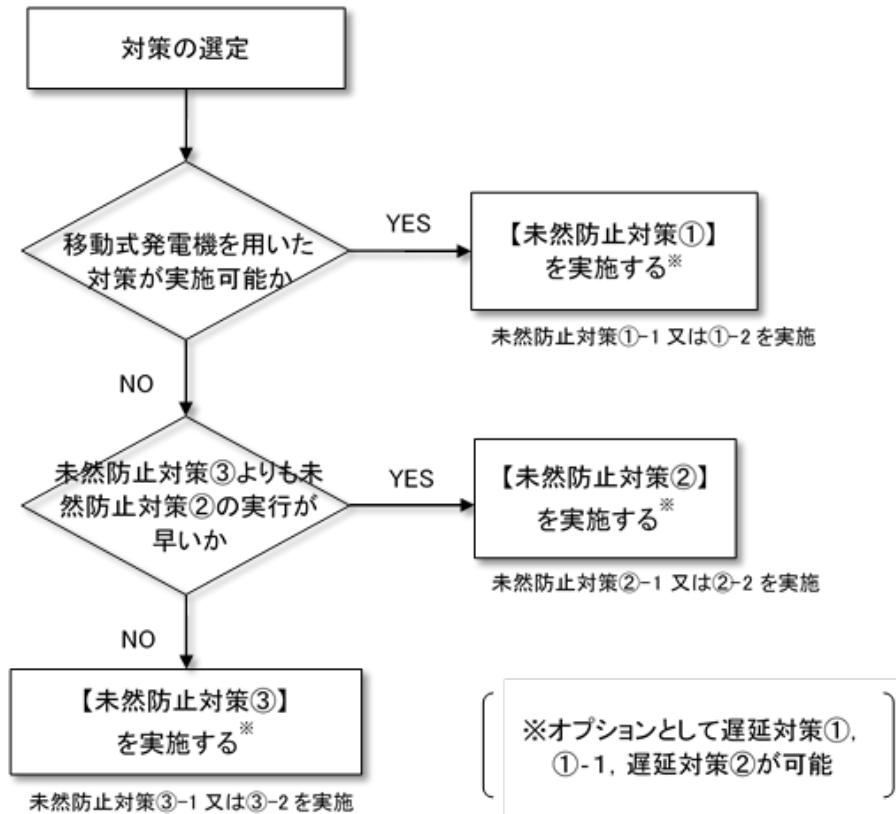 対策の選定
移動式発電機を用いた
対策が実施可能か
YES
【未然防止対策①】
を実施する※
未然防止対策①-1 又は①-2 を実施
NO
未然防止対策③よりも未
然防止対策②の実行が
早いか
YES
【未然防止対策②】
を実施する※
未然防止対策②-1 又は②-2 を実施
NO
【未然防止対策③】
を実施する※
未然防止対策③-1 又は③-2 を実施
※オプションとして遅延対策①,
①-1, 遅延対策②が可能